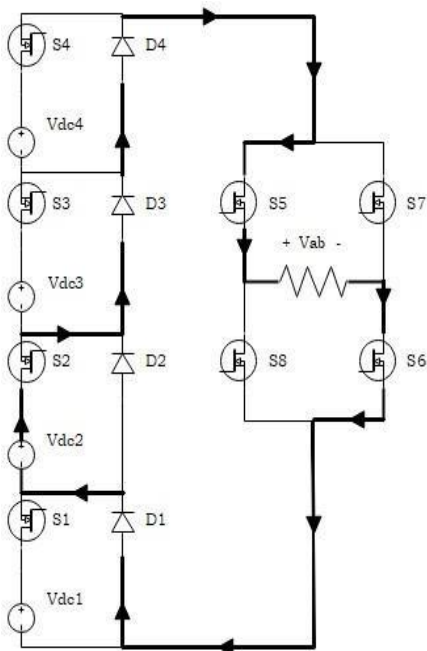 S4 D4
Vdc4
S3 D3 S5 S7
+ Vab -
Vdc3
S2 D2 S8 S6
Vdc2
S1 D1
Vdc1